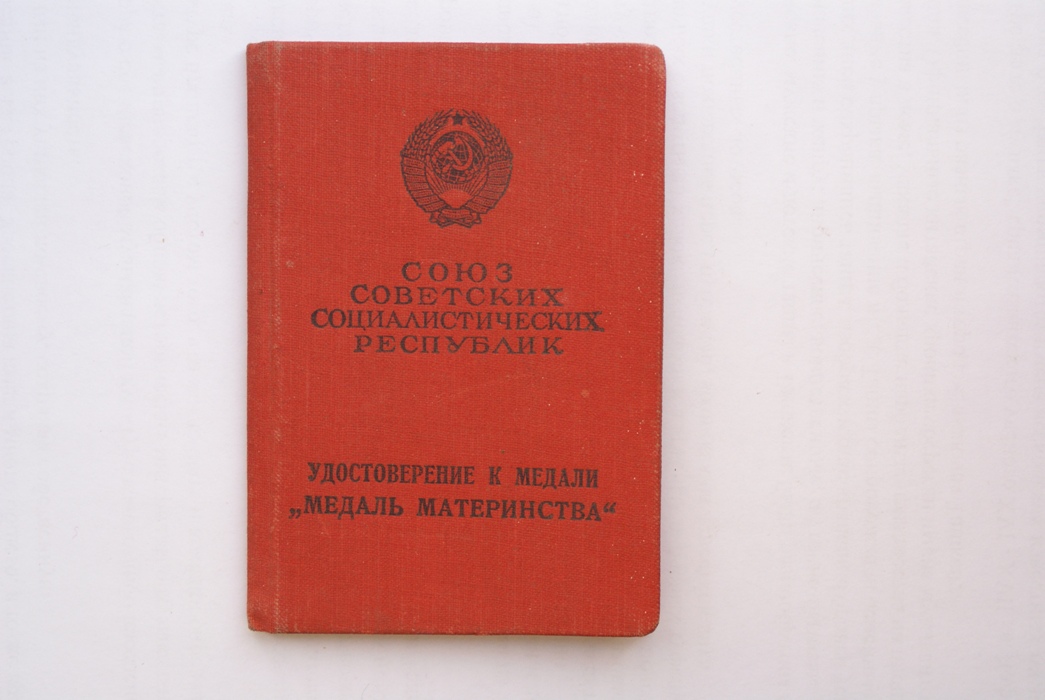 СОЮЗ
СОВЕТСКИХ
СОЦИАЛИСТИЧЕСКИХ
РЕСПУБЛИК
УДОСТОВЕРЕНИЕ К МЕДАЛИ
„МЕДАЛЬ МАТЕРИНСТВА“